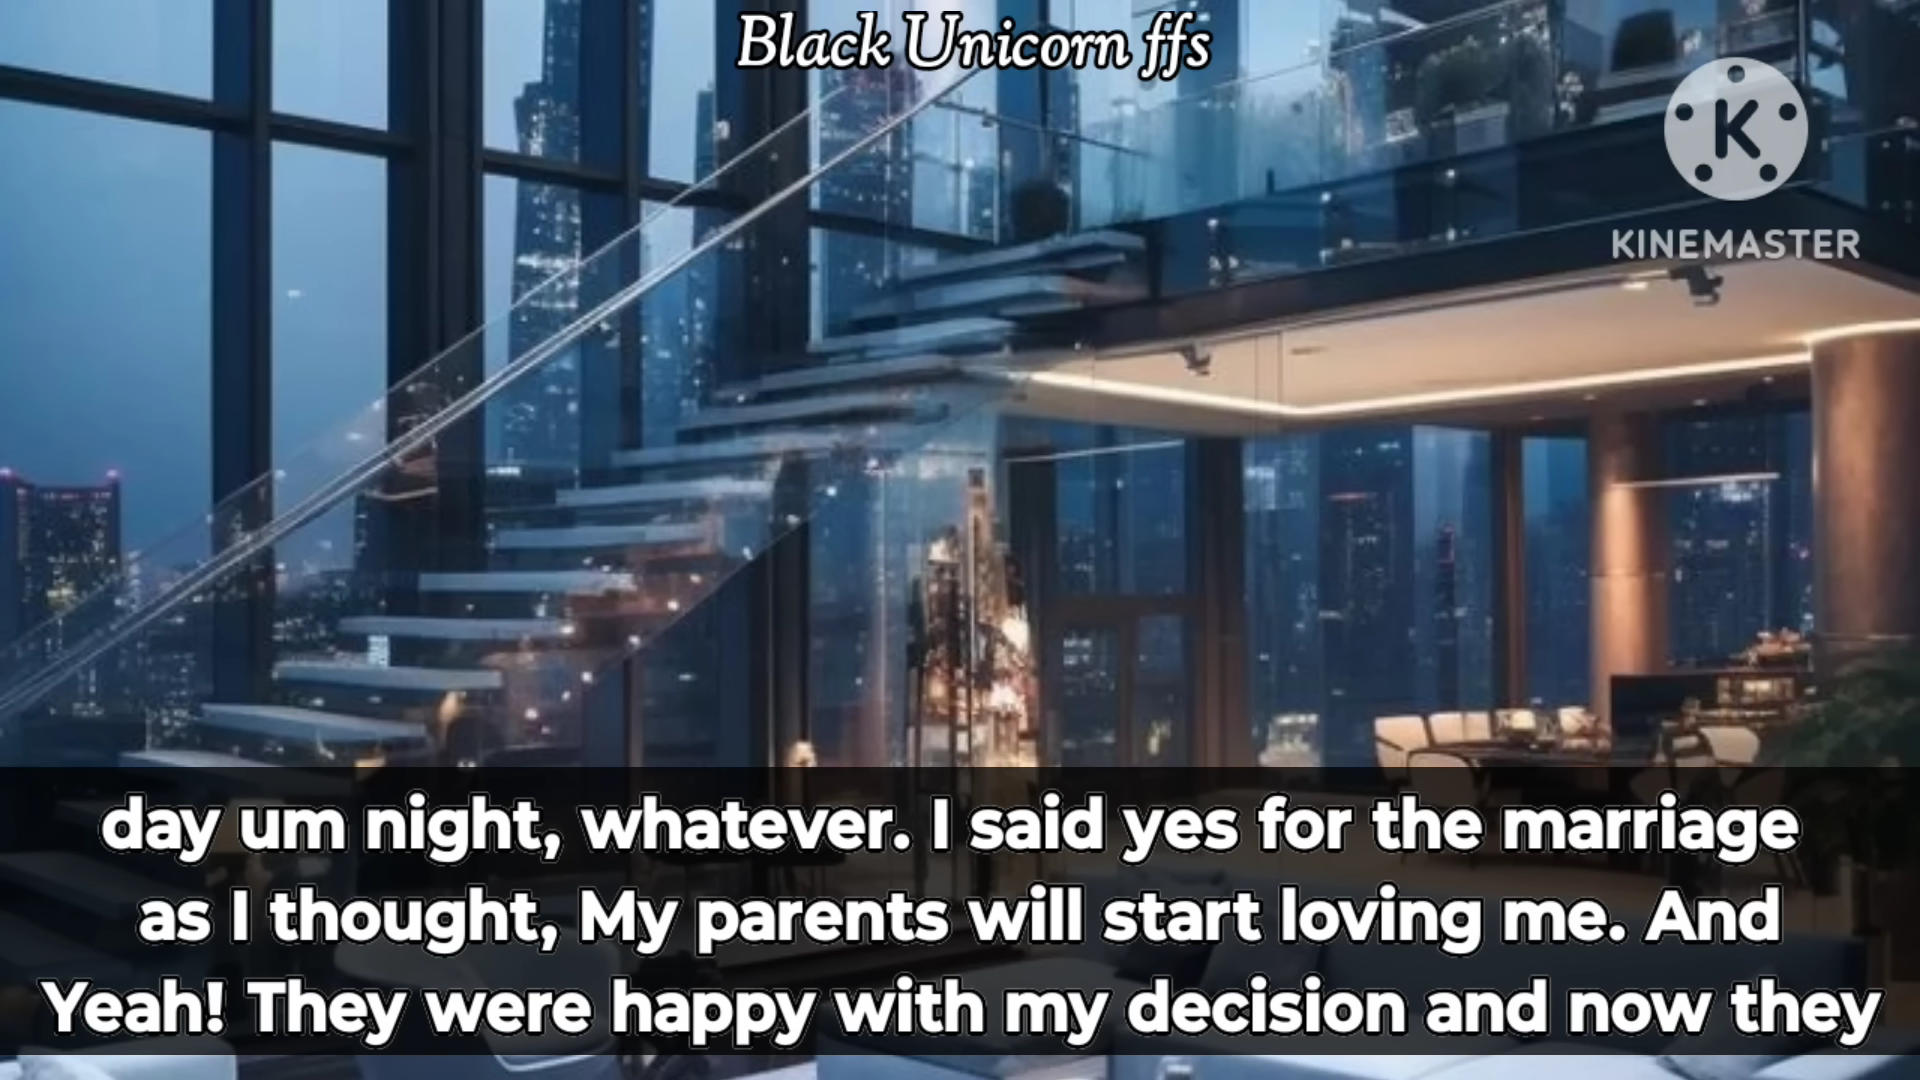 Black Unicorn ffs
K
KINEMASTER
day um night, whatever. I said yes for the marriage
as I thought, My parents will start loving me. And
Yeah! They were happy with my decision and now they